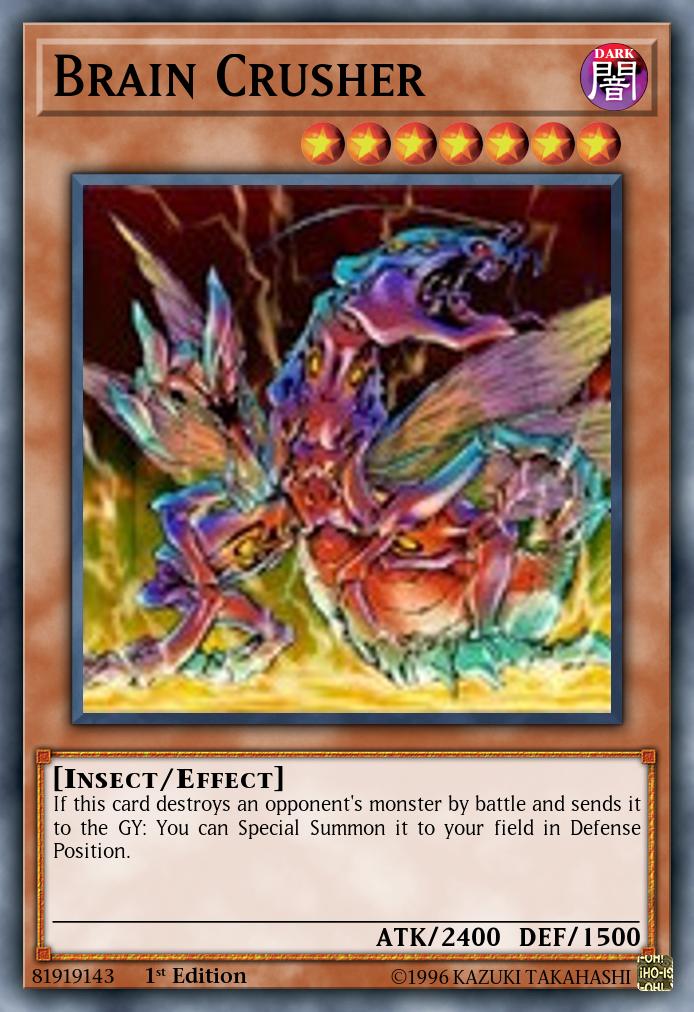 Brain Crusher
DARK
闇
[Insect/Effect]
If this card destroys an opponent's monster by battle and sends it
to the GY: You can Special Summon it to your field in Defense
Position.
ATK/2400 DEF/1500
81919143 1st Edition ©1996 KAZUKI TAKAHASHI